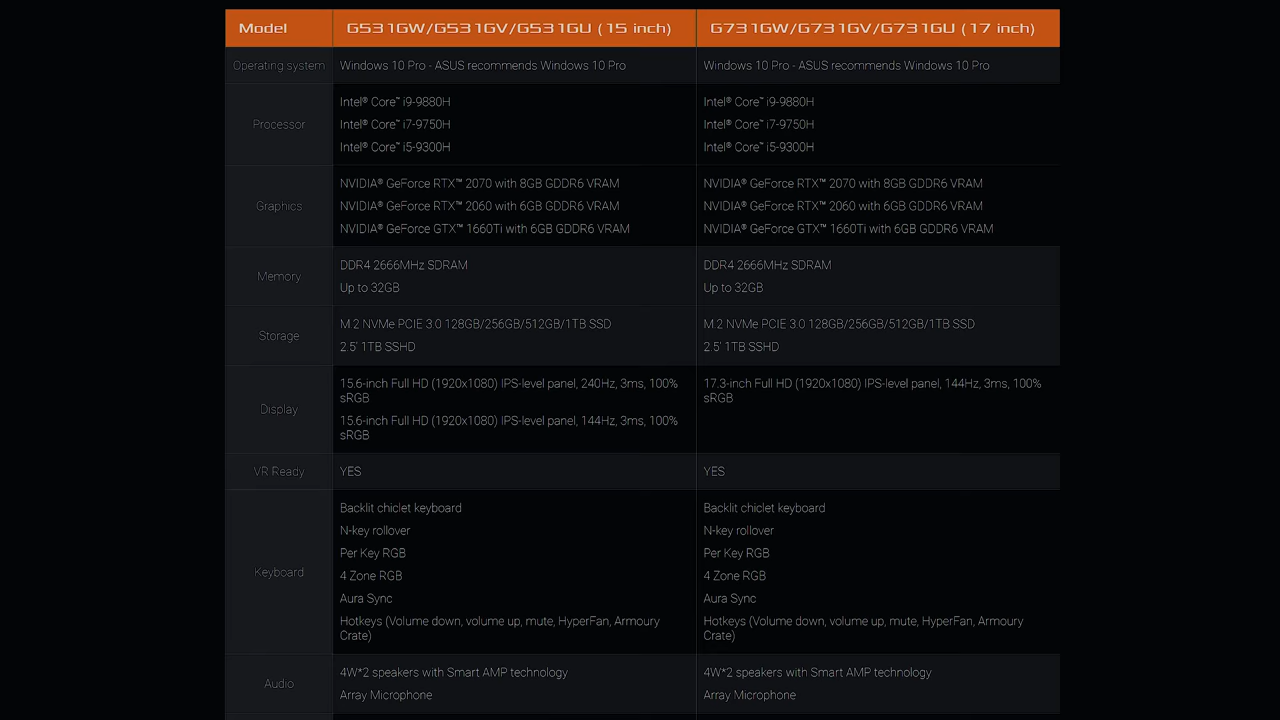 Model
G531GW/G531GV/G531GU (15 inch)
G731GW/G731GV/G731GU (17 inch)
Operating system
Windows 10 Pro - ASUS recommends Windows 10 Pro
Windows 10 Pro - ASUS recommends Windows 10 Pro
Processor
Intel® Core™ i9-9880H
Intel® Core™ i7-9750H
Intel® Core™ i5-9300H
Intel® Core™ i9-9880H
Intel® Core™ i7-9750H
Intel® Core™ i5-9300H
Graphics
NVIDIA® GeForce RTX™ 2070 with 8GB GDDR6 VRAM
NVIDIA® GeForce RTX™ 2060 with 6GB GDDR6 VRAM
NVIDIA® GeForce GTX™ 1660Ti with 6GB GDDR6 VRAM
NVIDIA® GeForce RTX™ 2070 with 8GB GDDR6 VRAM
NVIDIA® GeForce RTX™ 2060 with 6GB GDDR6 VRAM
NVIDIA® GeForce GTX™ 1660Ti with 6GB GDDR6 VRAM
Memory
DDR4 2666MHz SDRAM
Up to 32GB
DDR4 2666MHz SDRAM
Up to 32GB
Storage
M.2 NVMe PCIE 3.0 128GB/256GB/512GB/1TB SSD
2.5' 1TB SSHD
M.2 NVMe PCIE 3.0 128GB/256GB/512GB/1TB SSD
2.5' 1TB SSHD
Display
15.6-inch Full HD (1920x1080) IPS-level panel, 240Hz, 3ms, 100%
sRGB
15.6-inch Full HD (1920x1080) IPS-level panel, 144Hz, 3ms, 100%
sRGB
17.3-inch Full HD (1920x1080) IPS-level panel, 144Hz, 3ms, 100%
sRGB
VR Ready
YES
YES
Keyboard
Backlit chiclet keyboard
N-key rollover
Per Key RGB
4 Zone RGB
Aura Sync
Hotkeys (Volume down, volume up, mute, HyperFan, Armoury
Crate)
Backlit chiclet keyboard
N-key rollover
Per Key RGB
4 Zone RGB
Aura Sync
Hotkeys (Volume down, volume up, mute, HyperFan, Armoury
Crate)
Audio
4W*2 speakers with Smart AMP technology
Array Microphone
4W*2 speakers with Smart AMP technology
Array Microphone